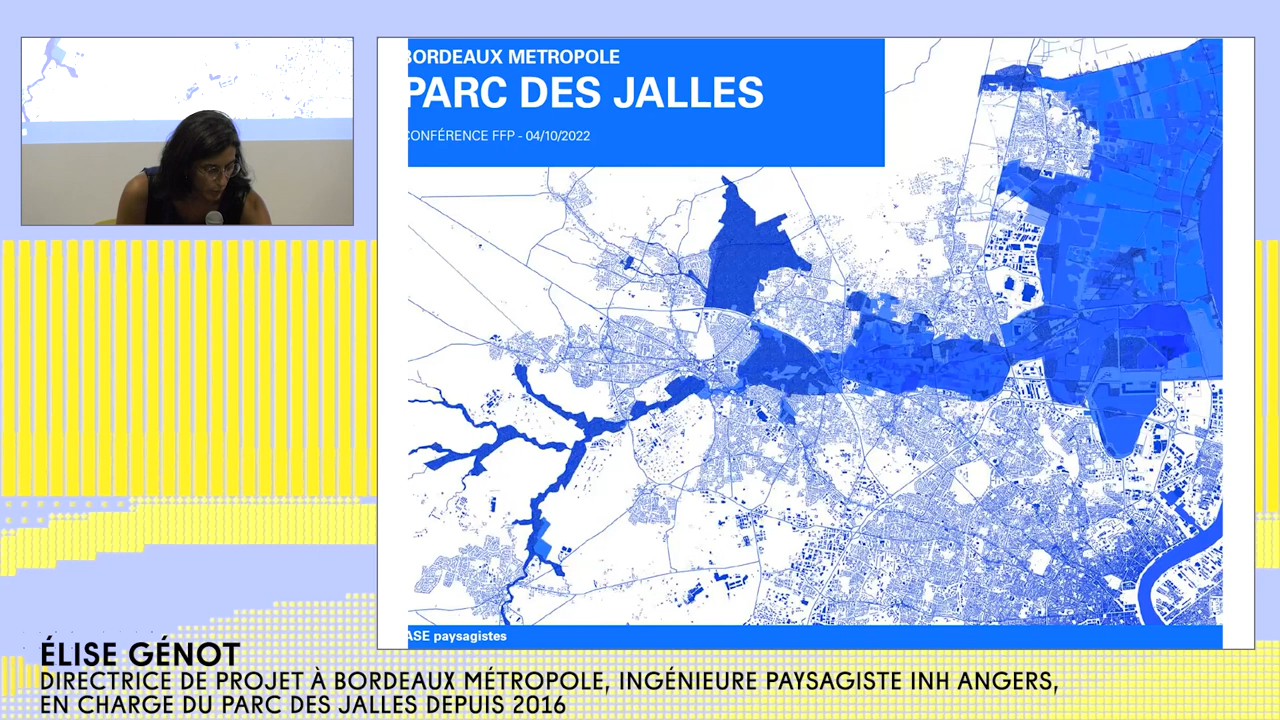 BORDEAUX METROPOLE
PARC DES JALLES
CONFÉRENCE FFP - 04/10/2022
ASE paysagistes
ÉLISE GÉNOT
DIRECTRICE DE PROJET À BORDEAUX MÉTROPOLE, INGÉNIEURE PAYSAGISTE INH ANGERS,
EN CHARGE DU PARC DES JALLES DEPUIS 2016